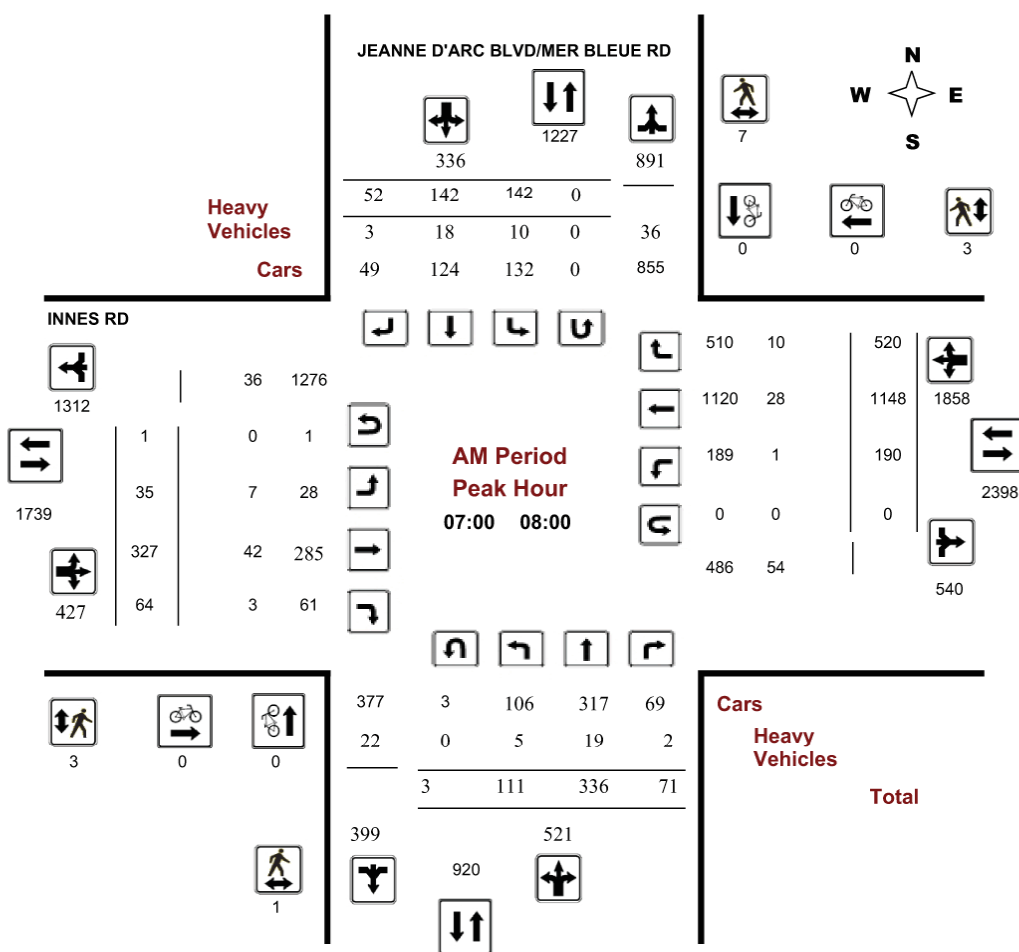 JEANNE D'ARC BLVD/MER BLEUE RD
N
W E
S
1227
7
336 891
52 142 142 0
Heavy
Vehicles
3 18 10 0 36
Cars
49 124 132 0 855
0 0 3
INNES RD
1312
36 1276
1 0 1
35 7 28
1739
327 42 285
427
64 3 61
AM Period
Peak Hour
07:00 08:00
510 10 520
1120 28 1148 1858
189 1 190
2398
0 0 0
486 54
540
377 3 106 317 69
22 0 5 19 2
3 111 336 71
399 521
920
Cars
Heavy
Vehicles
Total
3 0 0
1